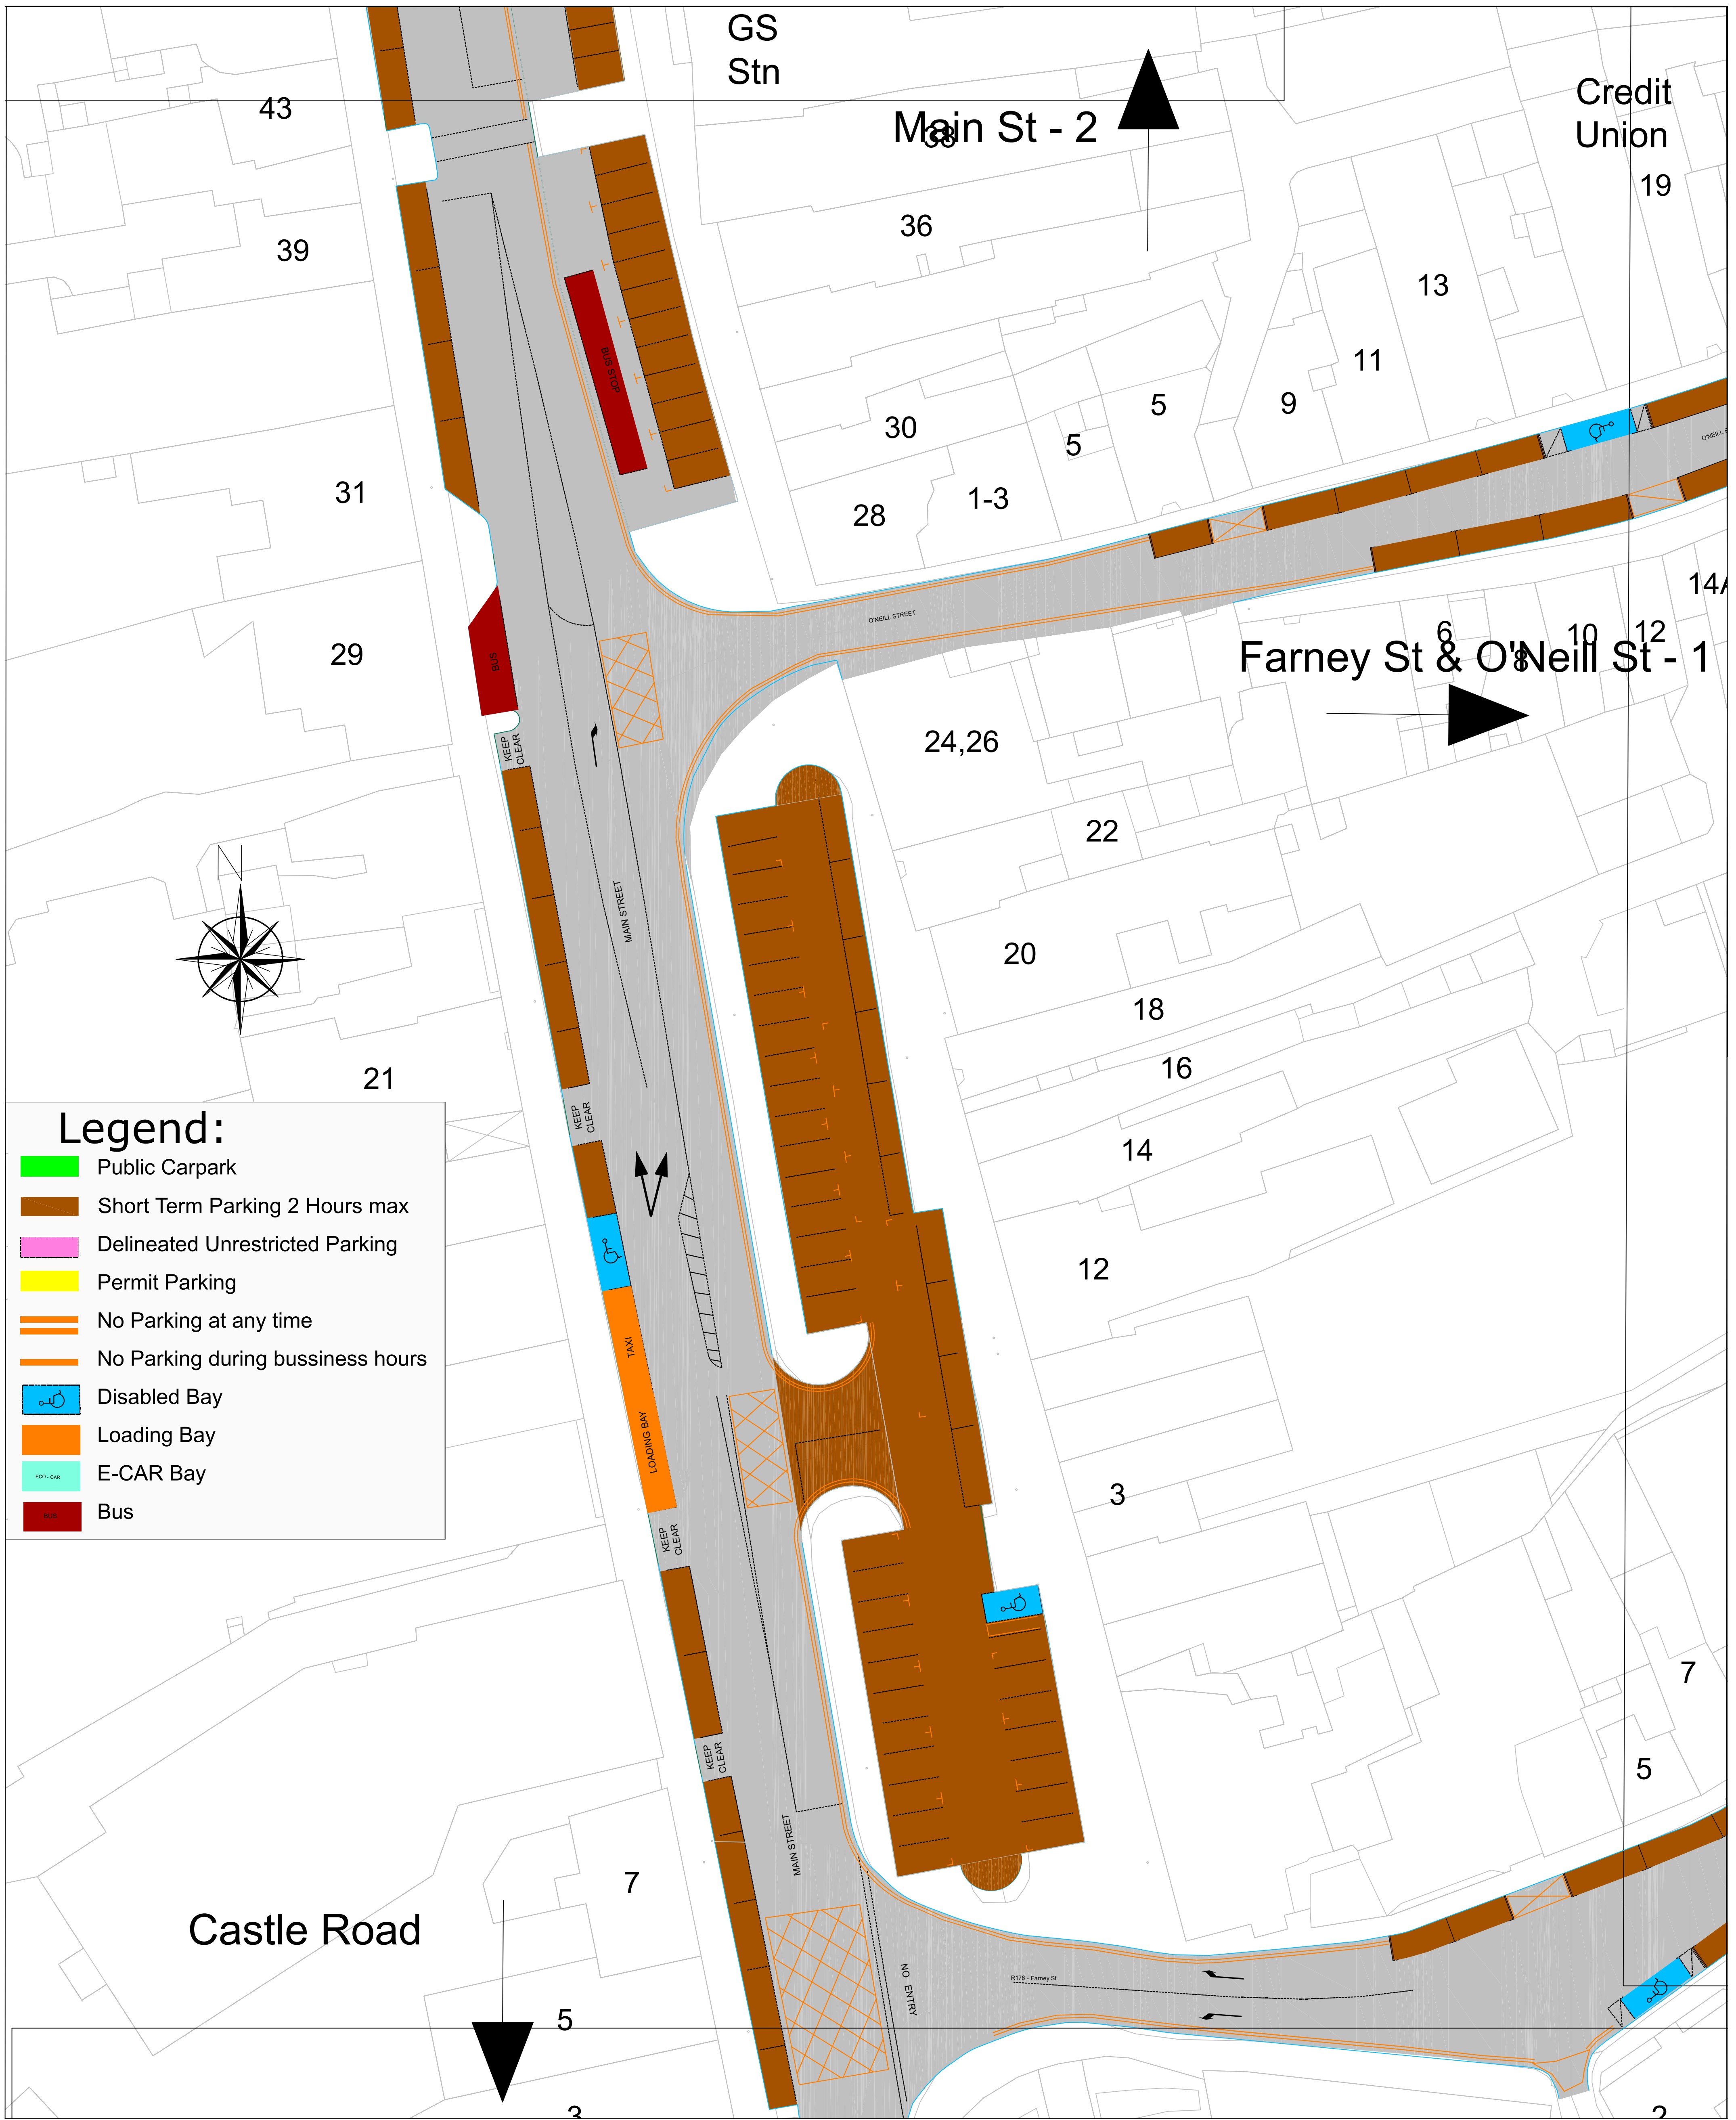 GS
Stn
Credit
Union
43
Main St - 2
38
19
36
39
13
11
5
9
30
5
O'NEILL S
BUS STOP
31
1-3
28
14A
O'NEILL STREET
6
10
12
8
Farney St & O'Neill St - 1
29
BUS
KEEP
CLEAR
24,26
22
N
MAIN STREET
20
18
16
21
KEEP
CLEAR
14
12
Legend:
Public Carpark
Short Term Parking 2 Hours max
Delineated Unrestricted Parking
Permit Parking
No Parking at any time
No Parking during bussiness hours
Disabled Bay
Loading Bay
ECO - CAR
E-CAR Bay
BUS
Bus
TAXI
LOADING BAY
3
KEEP
CLEAR
7
KEEP
CLEAR
5
MAIN STREET
7
Castle Road
NO ENTRY
R178 - Farney St
5
3
2